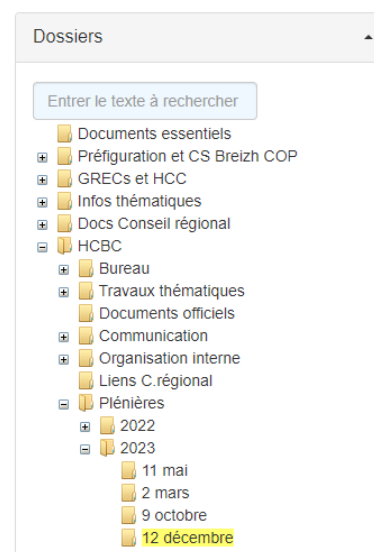 Dossiers
Entrer le texte à rechercher
Documents essentiels
Préfiguration et CS Breizh COP
GRECs et HCC
Infos thématiques
Docs Conseil régional
HCBC
Bureau
Travaux thématiques
Documents officiels
Communication
Organisation interne
Liens C.régional
Plénières
2022
2023
11 mai
2 mars
9 octobre
12 décembre